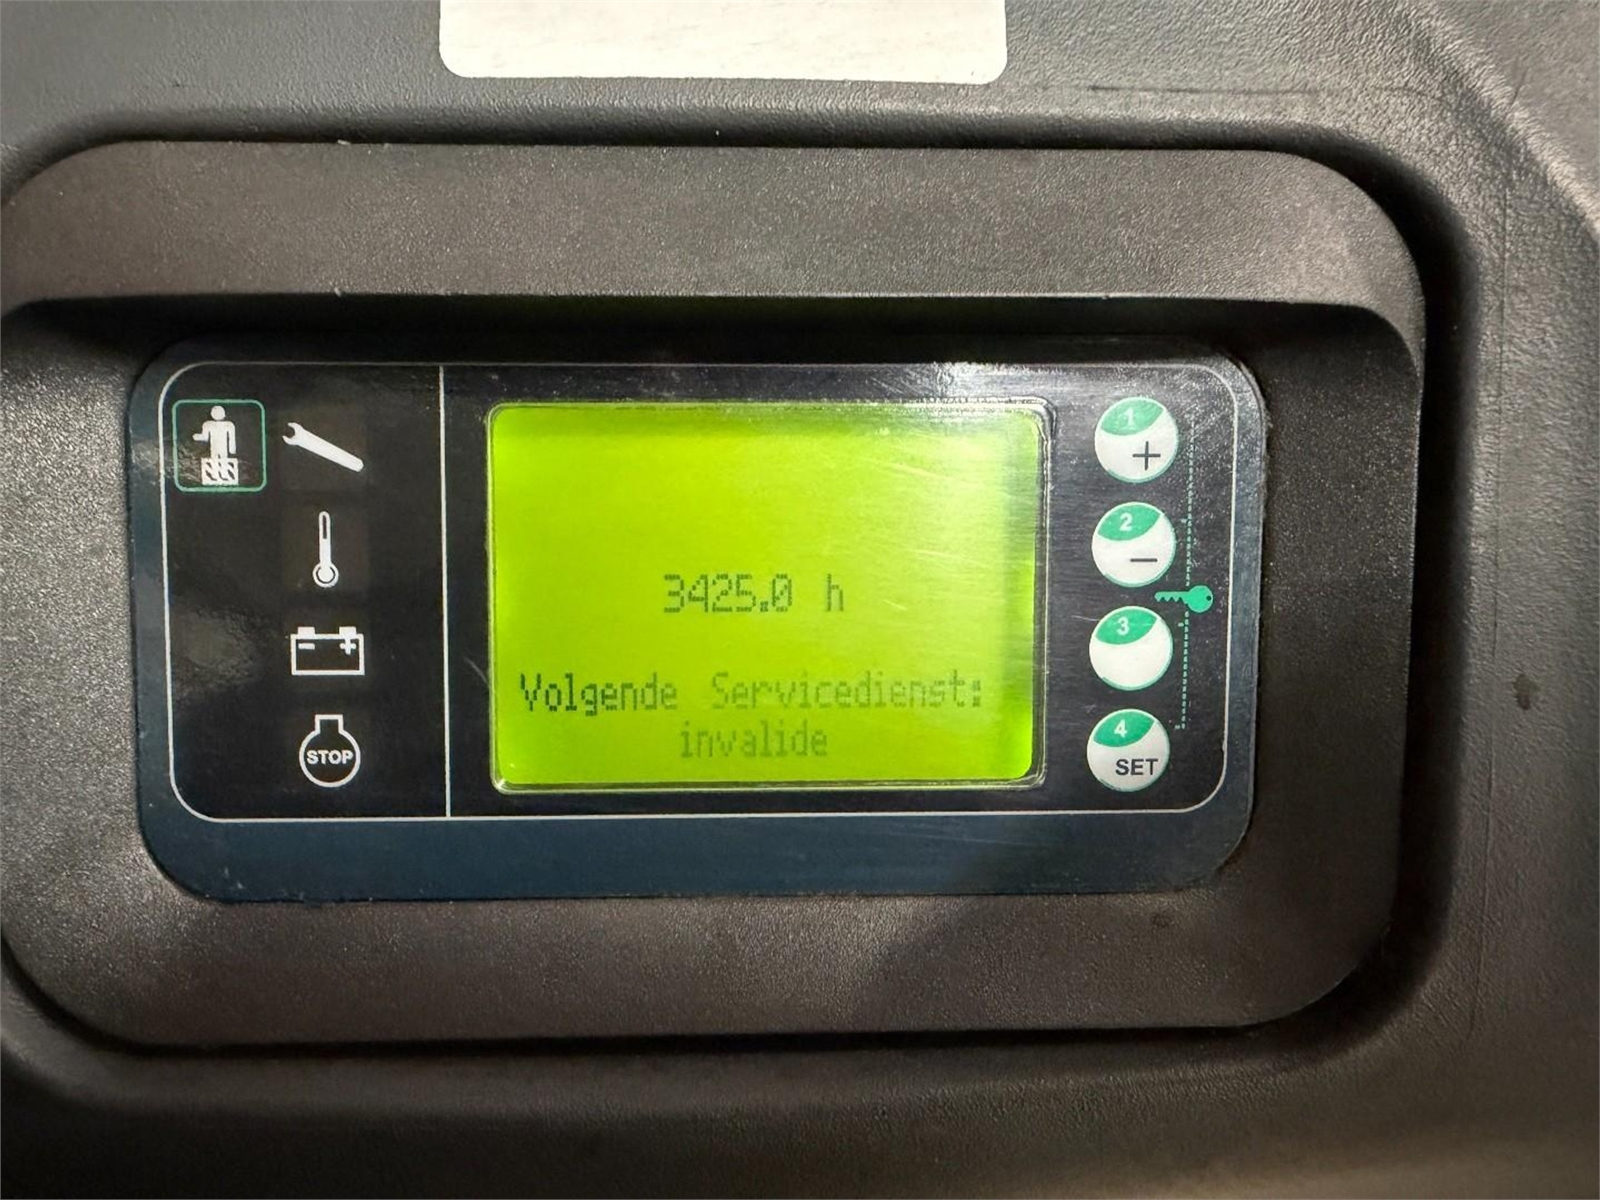 3425.0 h
Volgende Servicedienst:
invalide
STOP
1
+
2
-
3
4
SET